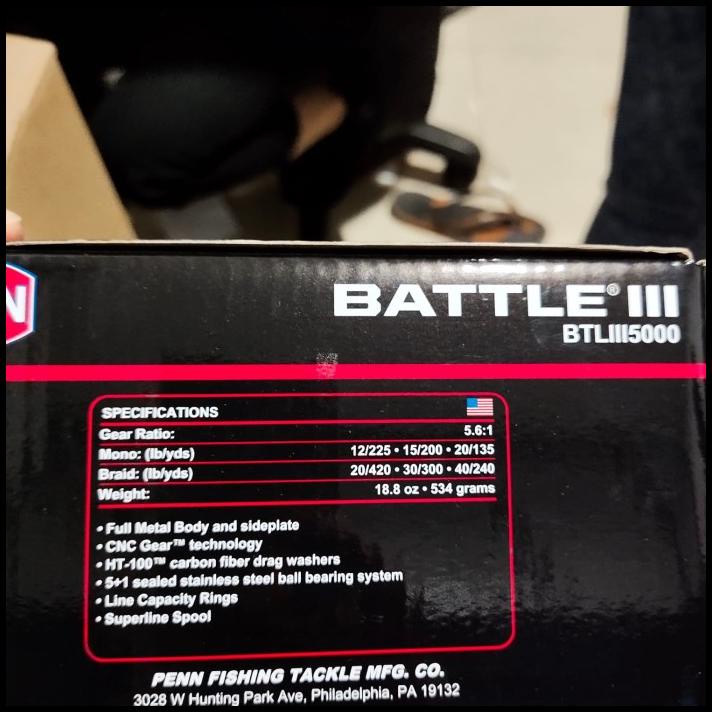 N
BATTLE® III
BTLIII5000
SPECIFICATIONS
Gear Ratio: 5.6:1
Mono: (lb/yds) 12/225 • 15/200 • 20/135
Braid: (lb/yds) 20/420 • 30/300 • 40/240
Weight: 18.8 oz • 534 grams
• Full Metal Body and sideplate
• CNC Gear™ technology
• HT-100™ carbon fiber drag washers
• 5+1 sealed stainless steel ball bearing system
• Line Capacity Rings
• Superline Spool
PENN FISHING TACKLE MFG. CO.
3028 W Hunting Park Ave, Philadelphia, PA 19132